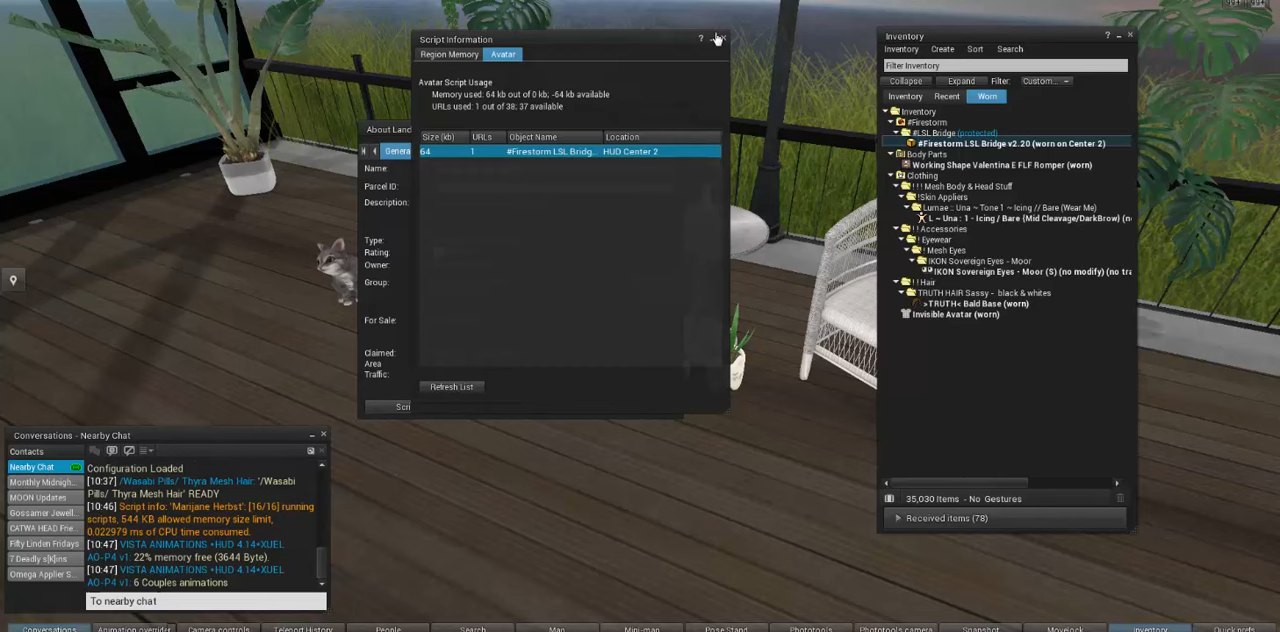 Script Information
?
Region Memory Avatar
Avatar Script Usage
Memory used: 64 kb out of 0 kb; -64 kb available
URLs used: 1 out of 38; 37 available
Size (kb) URLs Object Name Location
64 1 #Firestorm LSL Bridg... HUD Center 2
Refresh List
About Land
Genera
Name:
Parcel ID:
Description:
Type:
Rating:
Owner:
Group:
For Sale:
Claimed:
Area
Traffic:
Scri
Inventory
?
Inventory Create Sort Search
Filter Inventory
Collapse Expand Filter: Custom...
Inventory Recent Worn
Inventory
#Firestorm
#LSL Bridge (protected)
#Firestorm LSL Bridge v2.20 (worn on Center 2)
Body Parts
Working Shape Valentina E FLF Romper (worn)
Clothing
! ! ! Mesh Body & Head Stuff
!Skin Appliers
Lumae :: Una ~ Tone 1 ~ Icing // Bare (Wear Me)
L ~ Una : 1 - Icing / Bare {Mid Cleavage/DarkBrow} (no
! ! Accessories
! Eyewear
! Mesh Eyes
IKON Sovereign Eyes - Moor
IKON Sovereign Eyes - Moor (S) (no modify) (no tra
! ! Hair
TRUTH HAIR Sassy - black & whites
>TRUTH< Bald Base (worn)
Invisible Avatar (worn)
35,030 Items - No Gestures
Received items (78)
Conversations - Nearby Chat
Contacts
Nearby Chat
Monthly Midnigh...
MOON Updates
Gossamer Jewell...
CATWA HEAD Frie...
Fifty Linden Fridays
7 Deadly s{K}ins
Omega Applier S...
Configuration Loaded
[10:37] /Wasabi Pills/ Thyra Mesh Hair: '/Wasabi
Pills/ Thyra Mesh Hair' READY
[10:46] Script info: 'Marijane Herbst': [16/16] running
scripts, 544 KB allowed memory size limit,
0.022979 ms of CPU time consumed.
[10:47] VISTA ANIMATIONS *HUD 4.14*XUEL
AO-P4 v1: 22% memory free (3644 Byte).
[10:47] VISTA ANIMATIONS *HUD 4.14*XUEL
AO-P4 v1: 6 Couples animations
To nearby chat
Conversations Animation overrider Camera controls Teleport History People Search Map Mini-map Pose Stand Phototools Phototools camera Snapshot Movelock Inventory Quick prefs